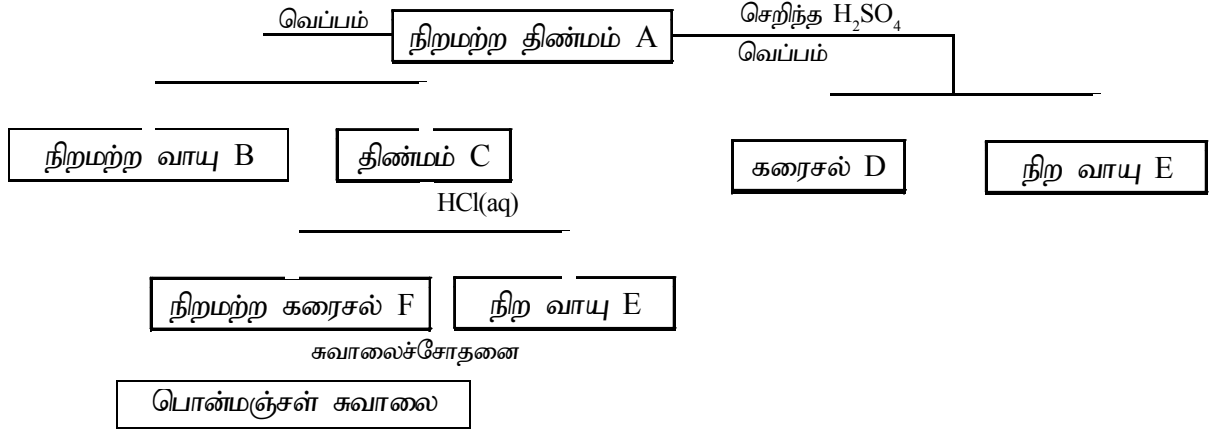 வெப்பம்
நிறமற்ற திண்மம் A
செறிந்த H₂SO₄
வெப்பம்
நிறமற்ற வாயு B
திண்மம் C
கரைசல் D
நிற வாயு E
HCl(aq)
நிறமற்ற கரைசல் F
நிற வாயு E
சுவாலைச்சோதனை
பொன்மஞ்சள் சுவாலை